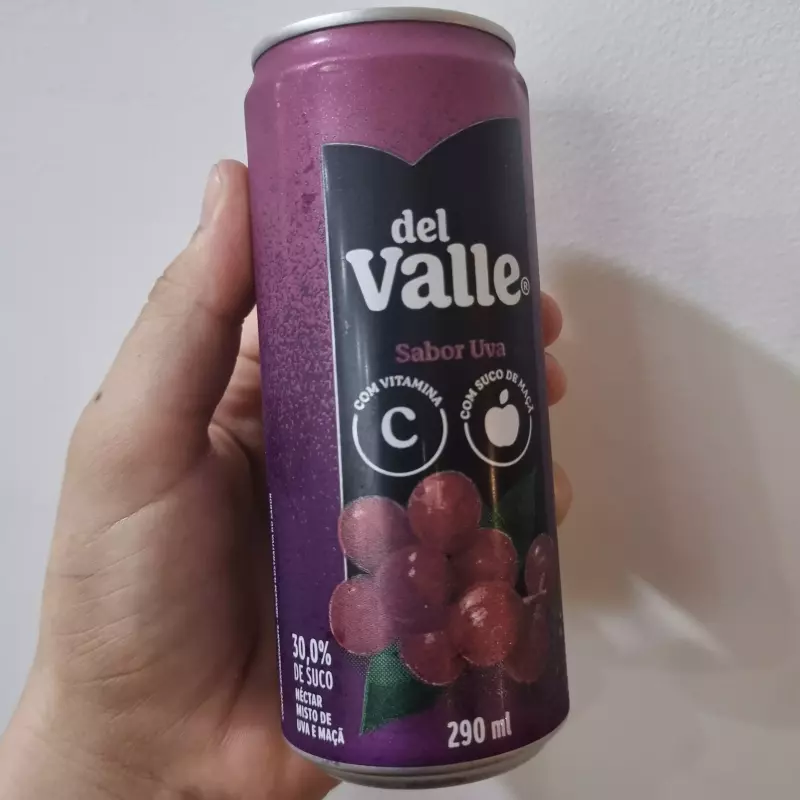 del
Valle®
Sabor Uva
COM VITAMINA
C
COM SUCO DE MAÇÃ
30,0%
DE SUCO
NÉCTAR
MISTO DE
UVA E MAÇÃ
290 ml